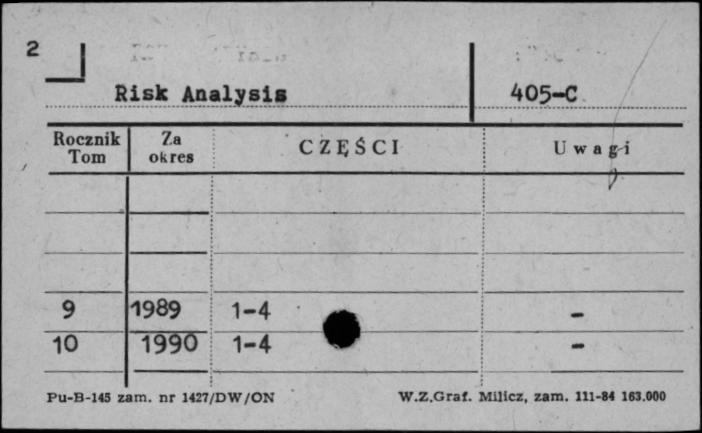 2
Risk Analysis 405-C
Rocznik Tom Za okres CZĘŚCI Uwagi
9 1989 1-4 -
10 1990 1-4 -
Pu-B-145 zam. nr 1427/DW/ON W.Z.Graf. Milicz, zam. 111-84 163.000